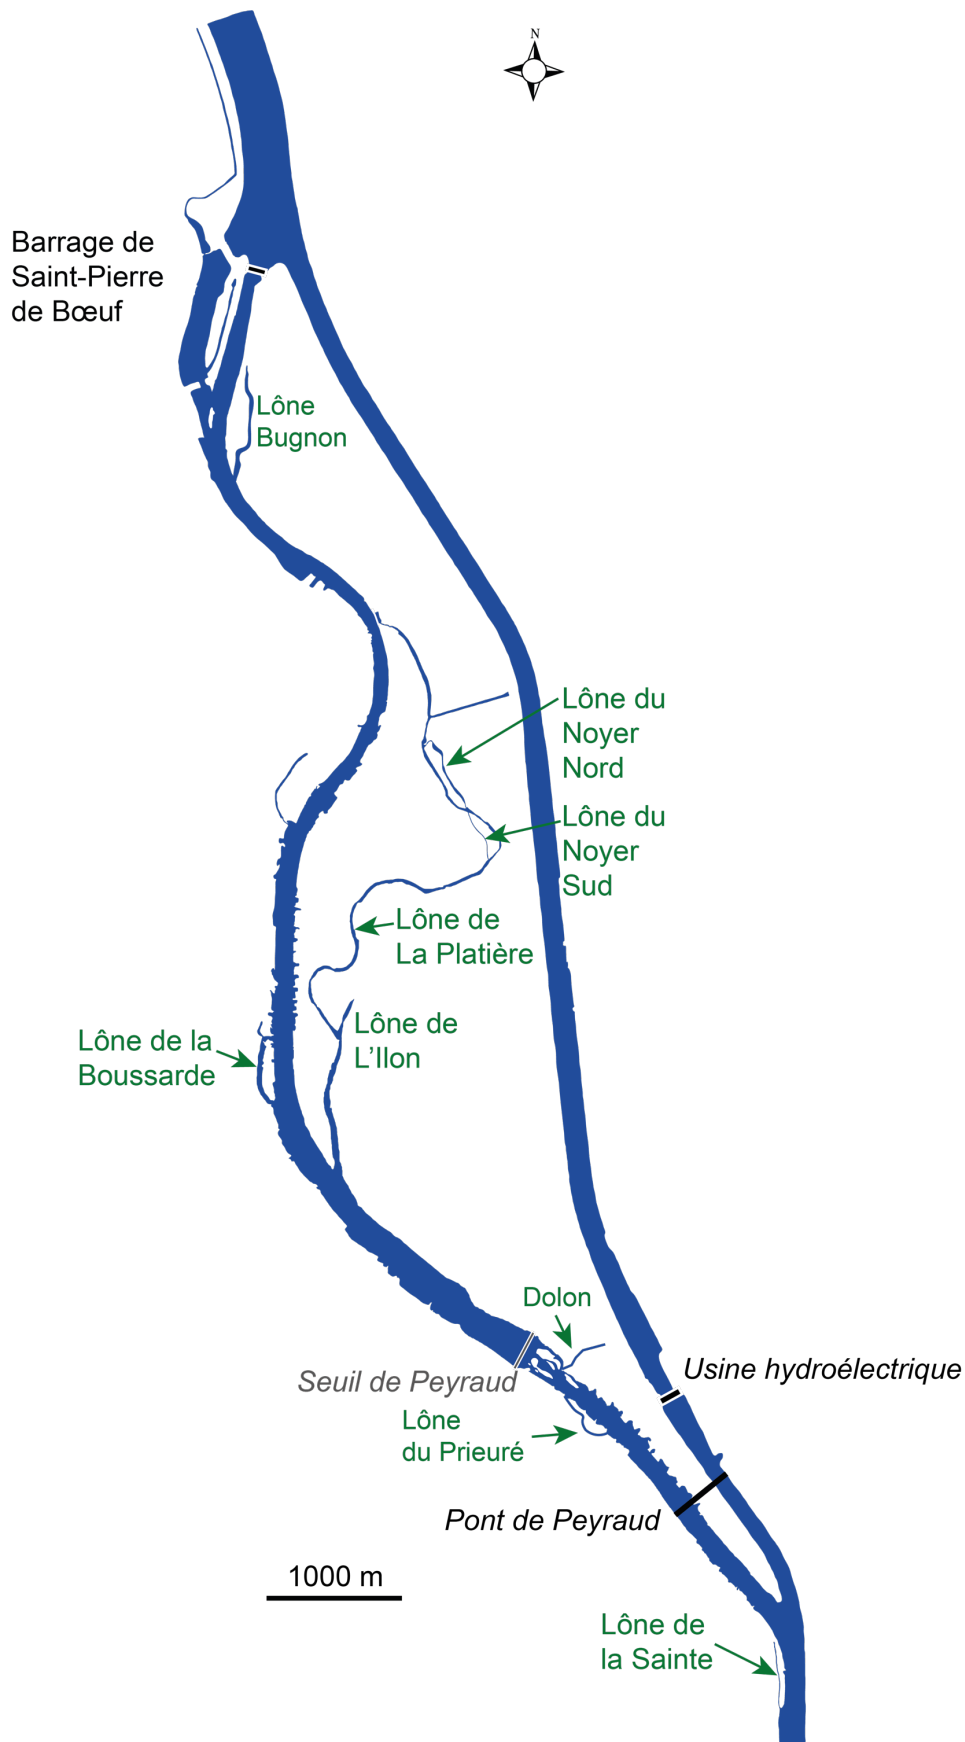 N
Barrage de
Saint-Pierre
de Bœuf
Lône
Bugnon
Lône du
Noyer
Nord
Lône du
Noyer
Sud
Lône de
La Platière
Lône de
L’Ilon
Lône de la
Boussarde
Dolon
Usine hydroélectrique
Seuil de Peyraud
Lône
du Prieuré
Pont de Peyraud
1000 m
Lône de
la Sainte